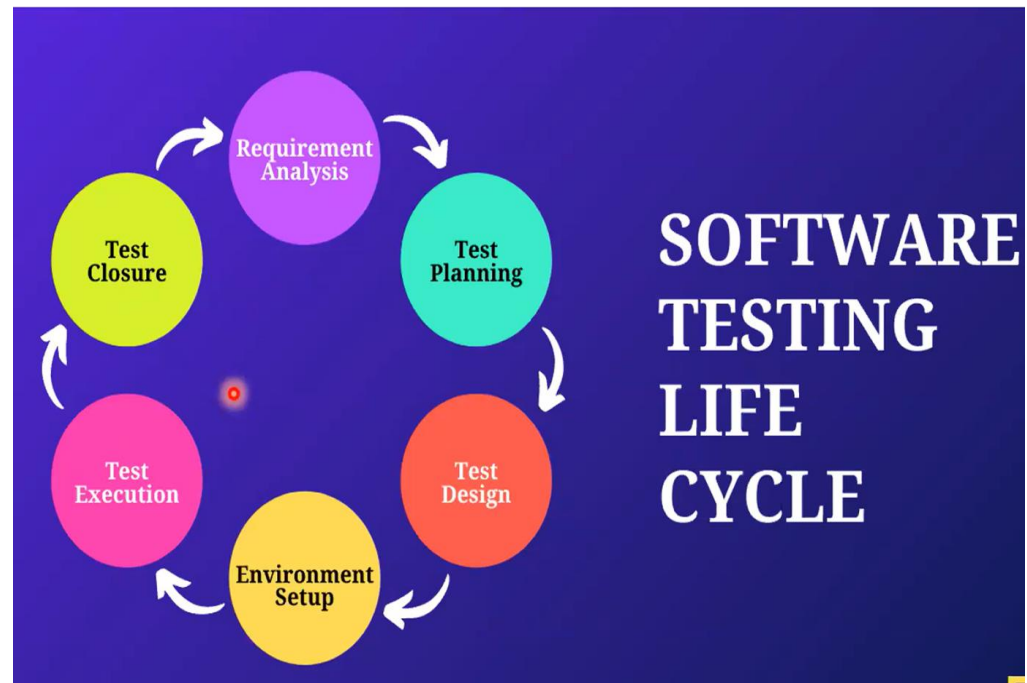 Requirement
Analysis
Test
Planning
Test
Design
Environment
Setup
Test
Execution
Test
Closure
SOFTWARE
TESTING
LIFE
CYCLE